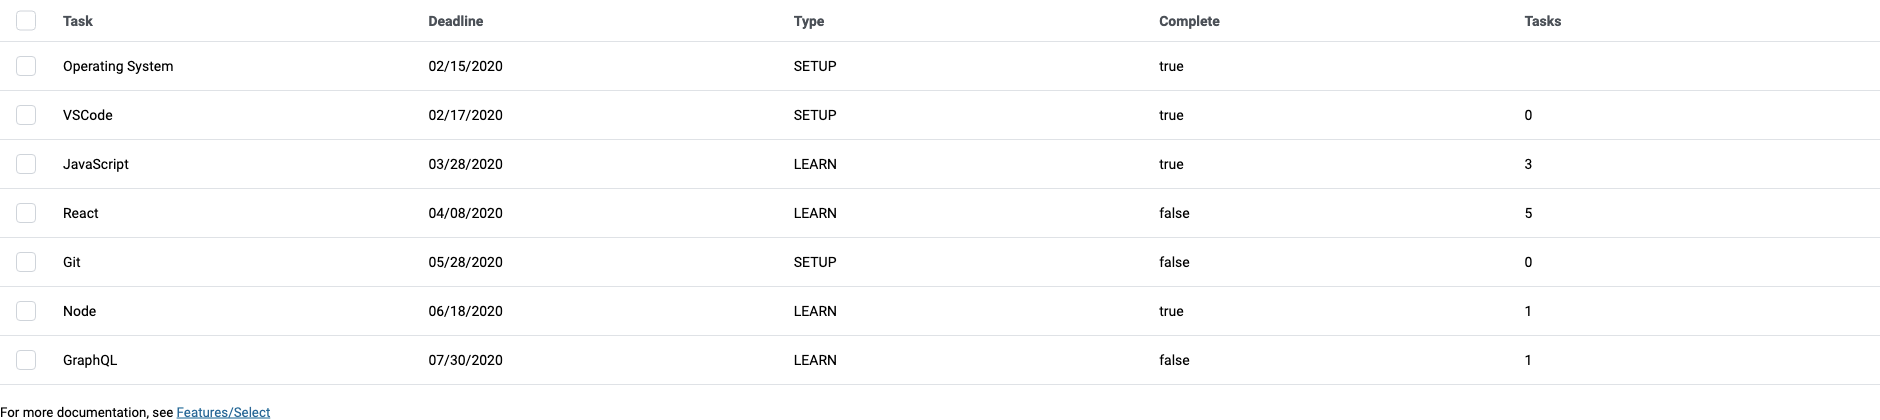 Task Deadline Type Complete Tasks
Operating System 02/15/2020 SETUP true
VSCode 02/17/2020 SETUP true 0
JavaScript 03/28/2020 LEARN true 3
React 04/08/2020 LEARN false 5
Git 05/28/2020 SETUP false 0
Node 06/18/2020 LEARN true 1
GraphQL 07/30/2020 LEARN false 1
For more documentation, see Features/Select